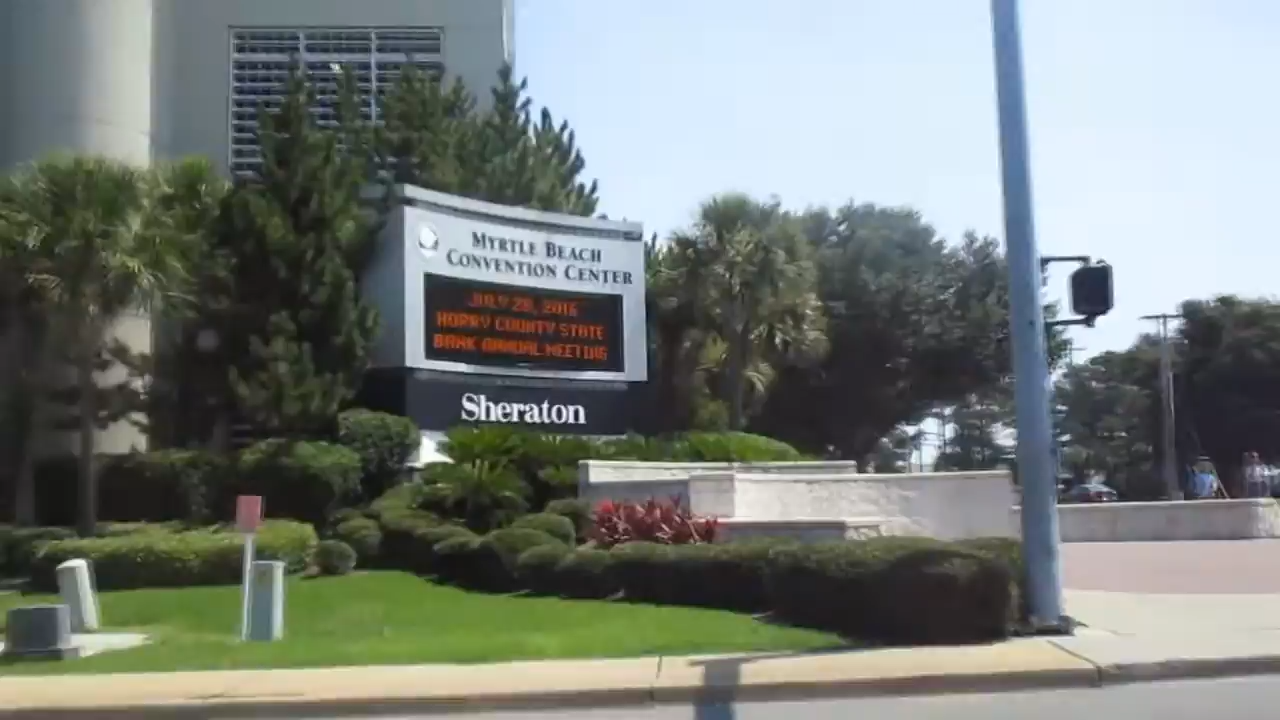 MYRTLE BEACH
CONVENTION CENTER
JULY 28, 2016
HORRY COUNTY STATE
BANK ANNUAL MEETING
Sheraton